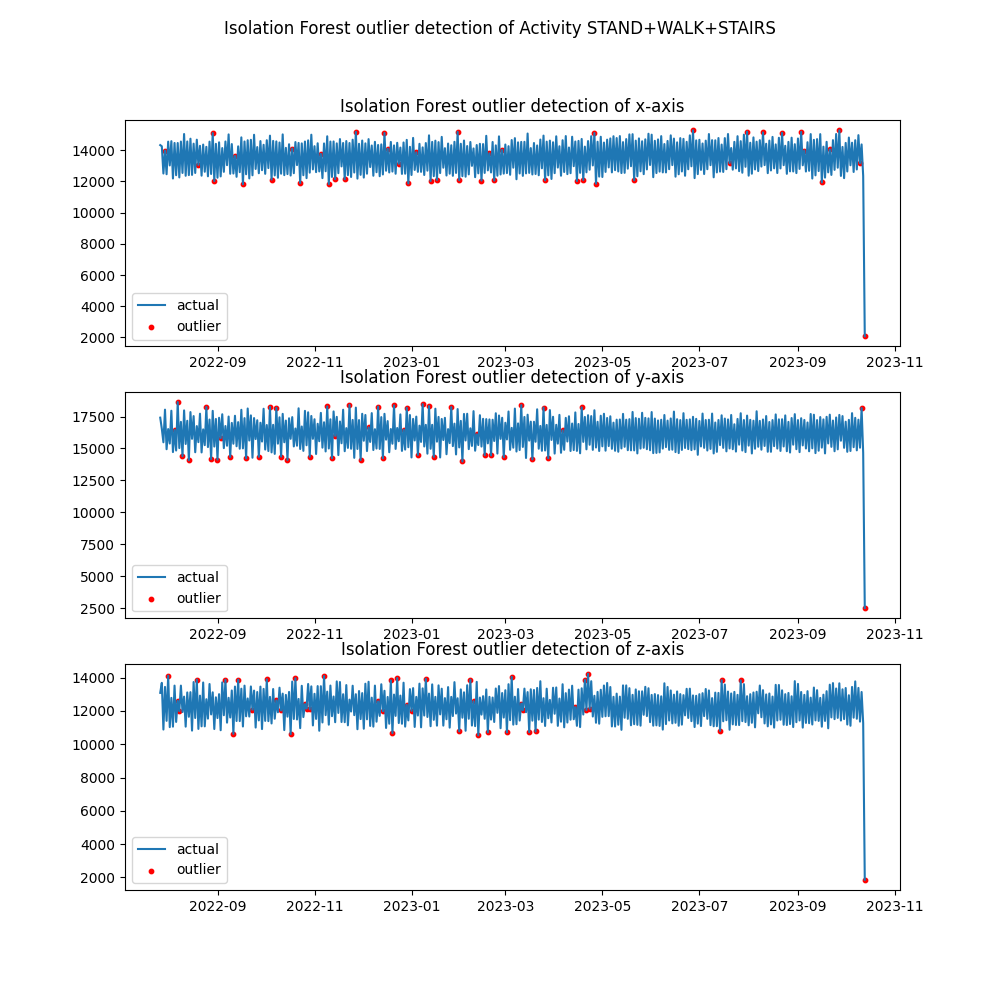 Isolation Forest outlier detection of Activity STAND+WALK+STAIRS
Isolation Forest outlier detection of x-axis
14000
12000
10000
8000
6000
4000
2000
actual
outlier
2022-09 2022-11 2023-01 2023-03 2023-05 2023-07 2023-09 2023-11
Isolation Forest outlier detection of y-axis
17500
15000
12500
10000
7500
5000
2500
actual
outlier
2022-09 2022-11 2023-01 2023-03 2023-05 2023-07 2023-09 2023-11
Isolation Forest outlier detection of z-axis
14000
12000
10000
8000
6000
4000
2000
actual
outlier
2022-09 2022-11 2023-01 2023-03 2023-05 2023-07 2023-09 2023-11